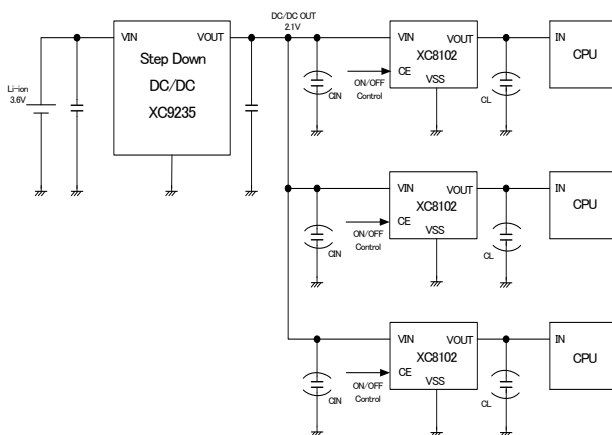 DC/DC OUT
2.1V
VIN
VOUT
Step Down
DC/DC
XC9235
Li-ion
3.6V
VIN
VOUT
XC8102
CE
VSS
ON/OFF
Control
CIN
CL
IN
CPU
VIN
VOUT
XC8102
CE
VSS
ON/OFF
Control
CIN
CL
IN
CPU
VIN
VOUT
XC8102
CE
VSS
ON/OFF
Control
CIN
CL
IN
CPU